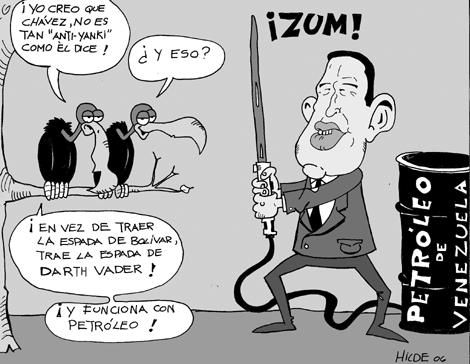 ¡YO CREO QUE
CHÁVEZ, NO ES
TAN "ANTI-YANKI"
COMO ÉL DICE!
¿Y ESO?
¡ZUM!
¡EN VEZ DE TRAER
LA ESPADA DE BOLÍVAR,
TRAE LA ESPADA DE
DARTH VADER!
¡Y FUNCIONA CON
PETRÓLEO!
PETRÓLEO
DE
VENEZUELA
HILDE 06